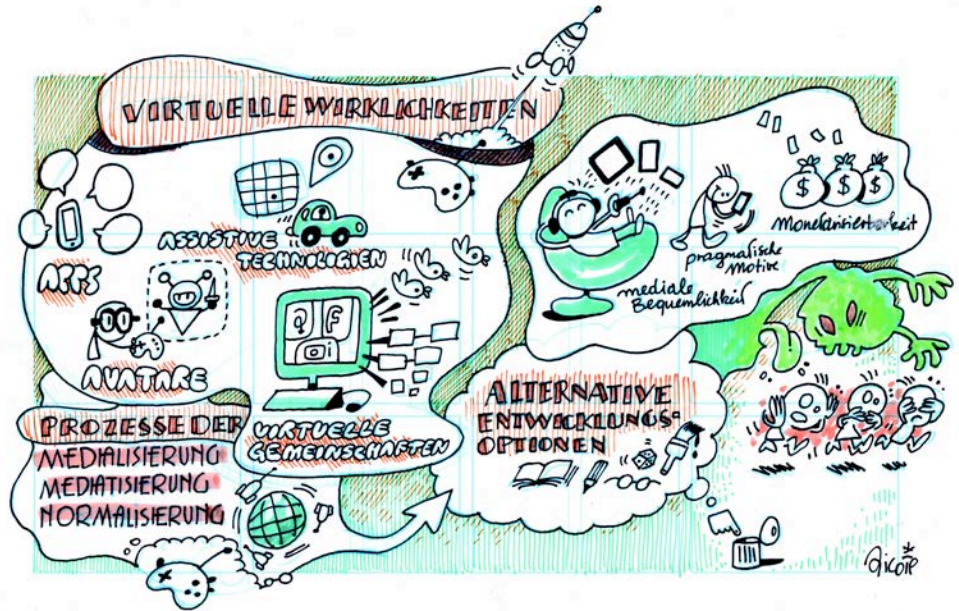 VIRTUELLE WIRKLICHKEITEN
APPS
ASSISTIVE
TECHNOLOGIEN
AVATARE
VIRTUELLE
GEMEINSCHAFTEN
PROZESSE DER
MEDIALISIERUNG
MEDIATISIERUNG
NORMALISIERUNG
mediale
Bequemlichkeit
pragmatische
Motive
$ $ $
Monetarisierbarkeit
ALTERNATIVE
ENTWICKLUNGS-
OPTIONEN